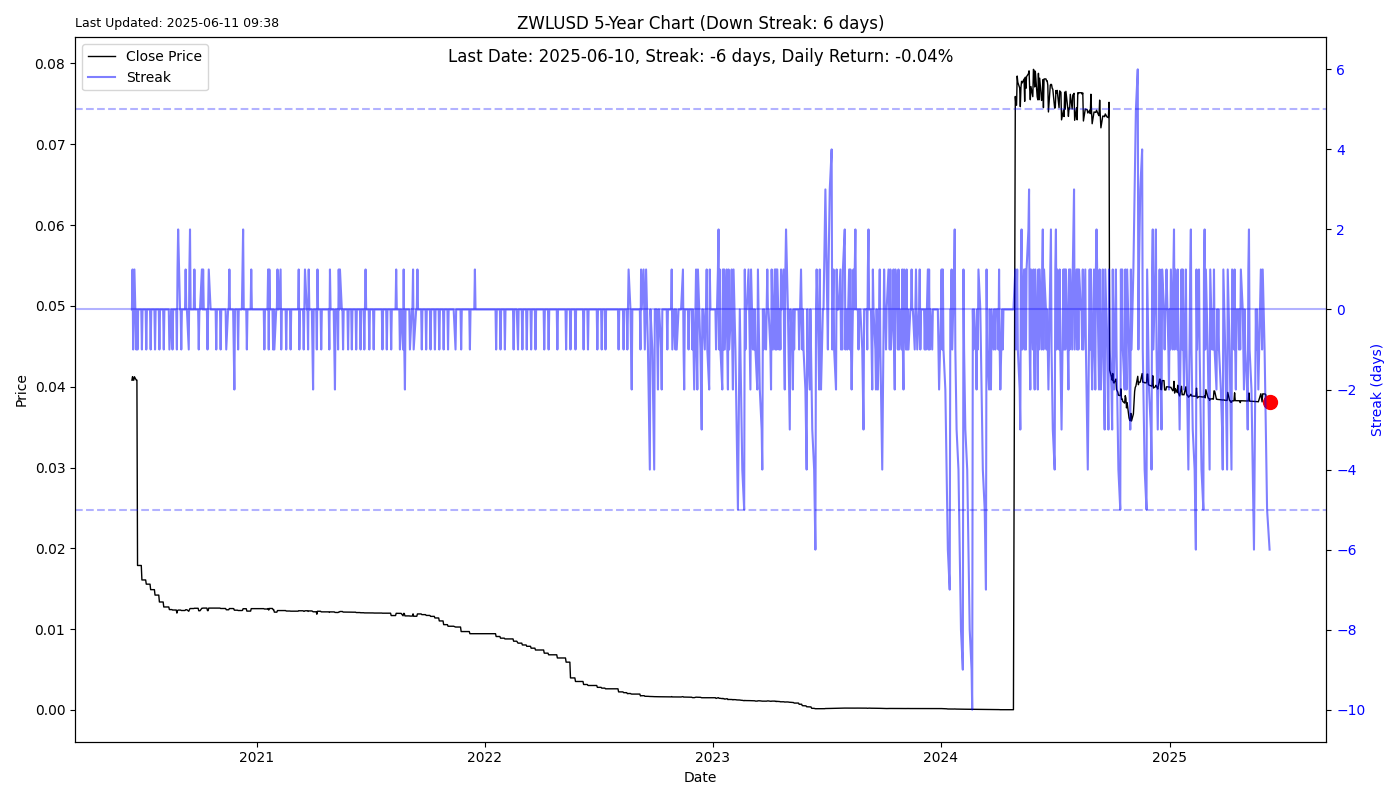 Last Updated: 2025-06-11 09:38
ZWLUSD 5-Year Chart (Down Streak: 6 days)
Last Date: 2025-06-10, Streak: -6 days, Daily Return: -0.04%
Close Price
Streak
Price
0.08
0.07
0.06
0.05
0.04
0.03
0.02
0.01
0.00
6
4
2
0
−2
−4
−6
−8
−10
Streak (days)
2021
2022
2023
2024
2025
Date